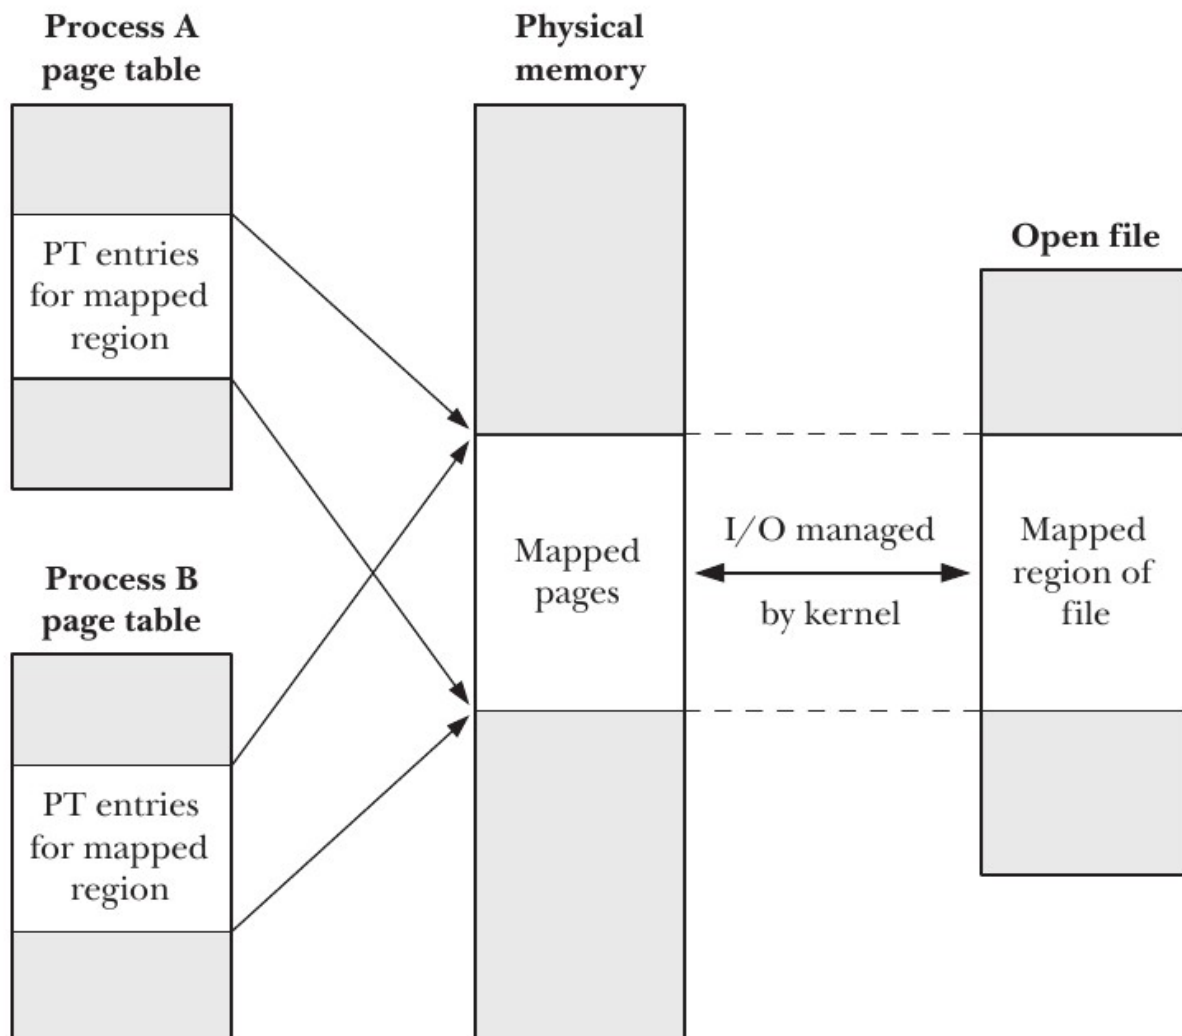 Process A
page table
PT entries
for mapped
region
Process B
page table
PT entries
for mapped
region
Physical
memory
Mapped
pages
I/O managed
by kernel
Open file
Mapped
region of
file